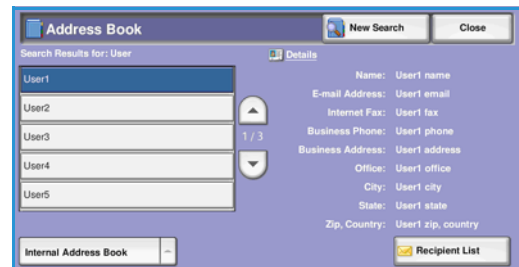 Address Book
New Search
Close
Search Results for: User
Details
User1
User2
User3
User4
User5
1 / 3
Name: User1 name
E-mail Address: User1 email
Internet Fax: User1 fax
Business Phone: User1 phone
Business Address: User1 address
Office: User1 office
City: User1 city
State: User1 state
Zip, Country: User1 zip, country
Internal Address Book
Recipient List